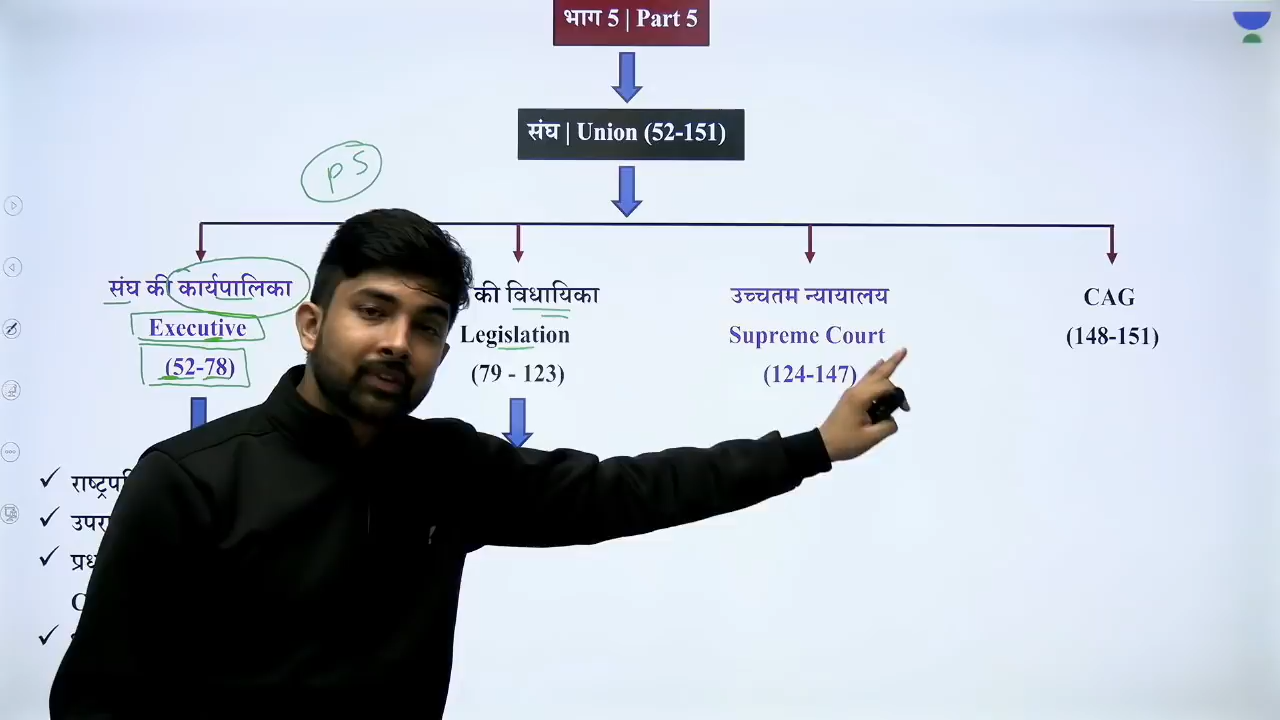 भाग 5 | Part 5
संघ | Union (52-151)
P5
संघ की कार्यपालिका
Executive
(52-78)
की विधायिका
Legislation
(79 - 123)
उच्चतम न्यायालय
Supreme Court
(124-147)
CAG
(148-151)